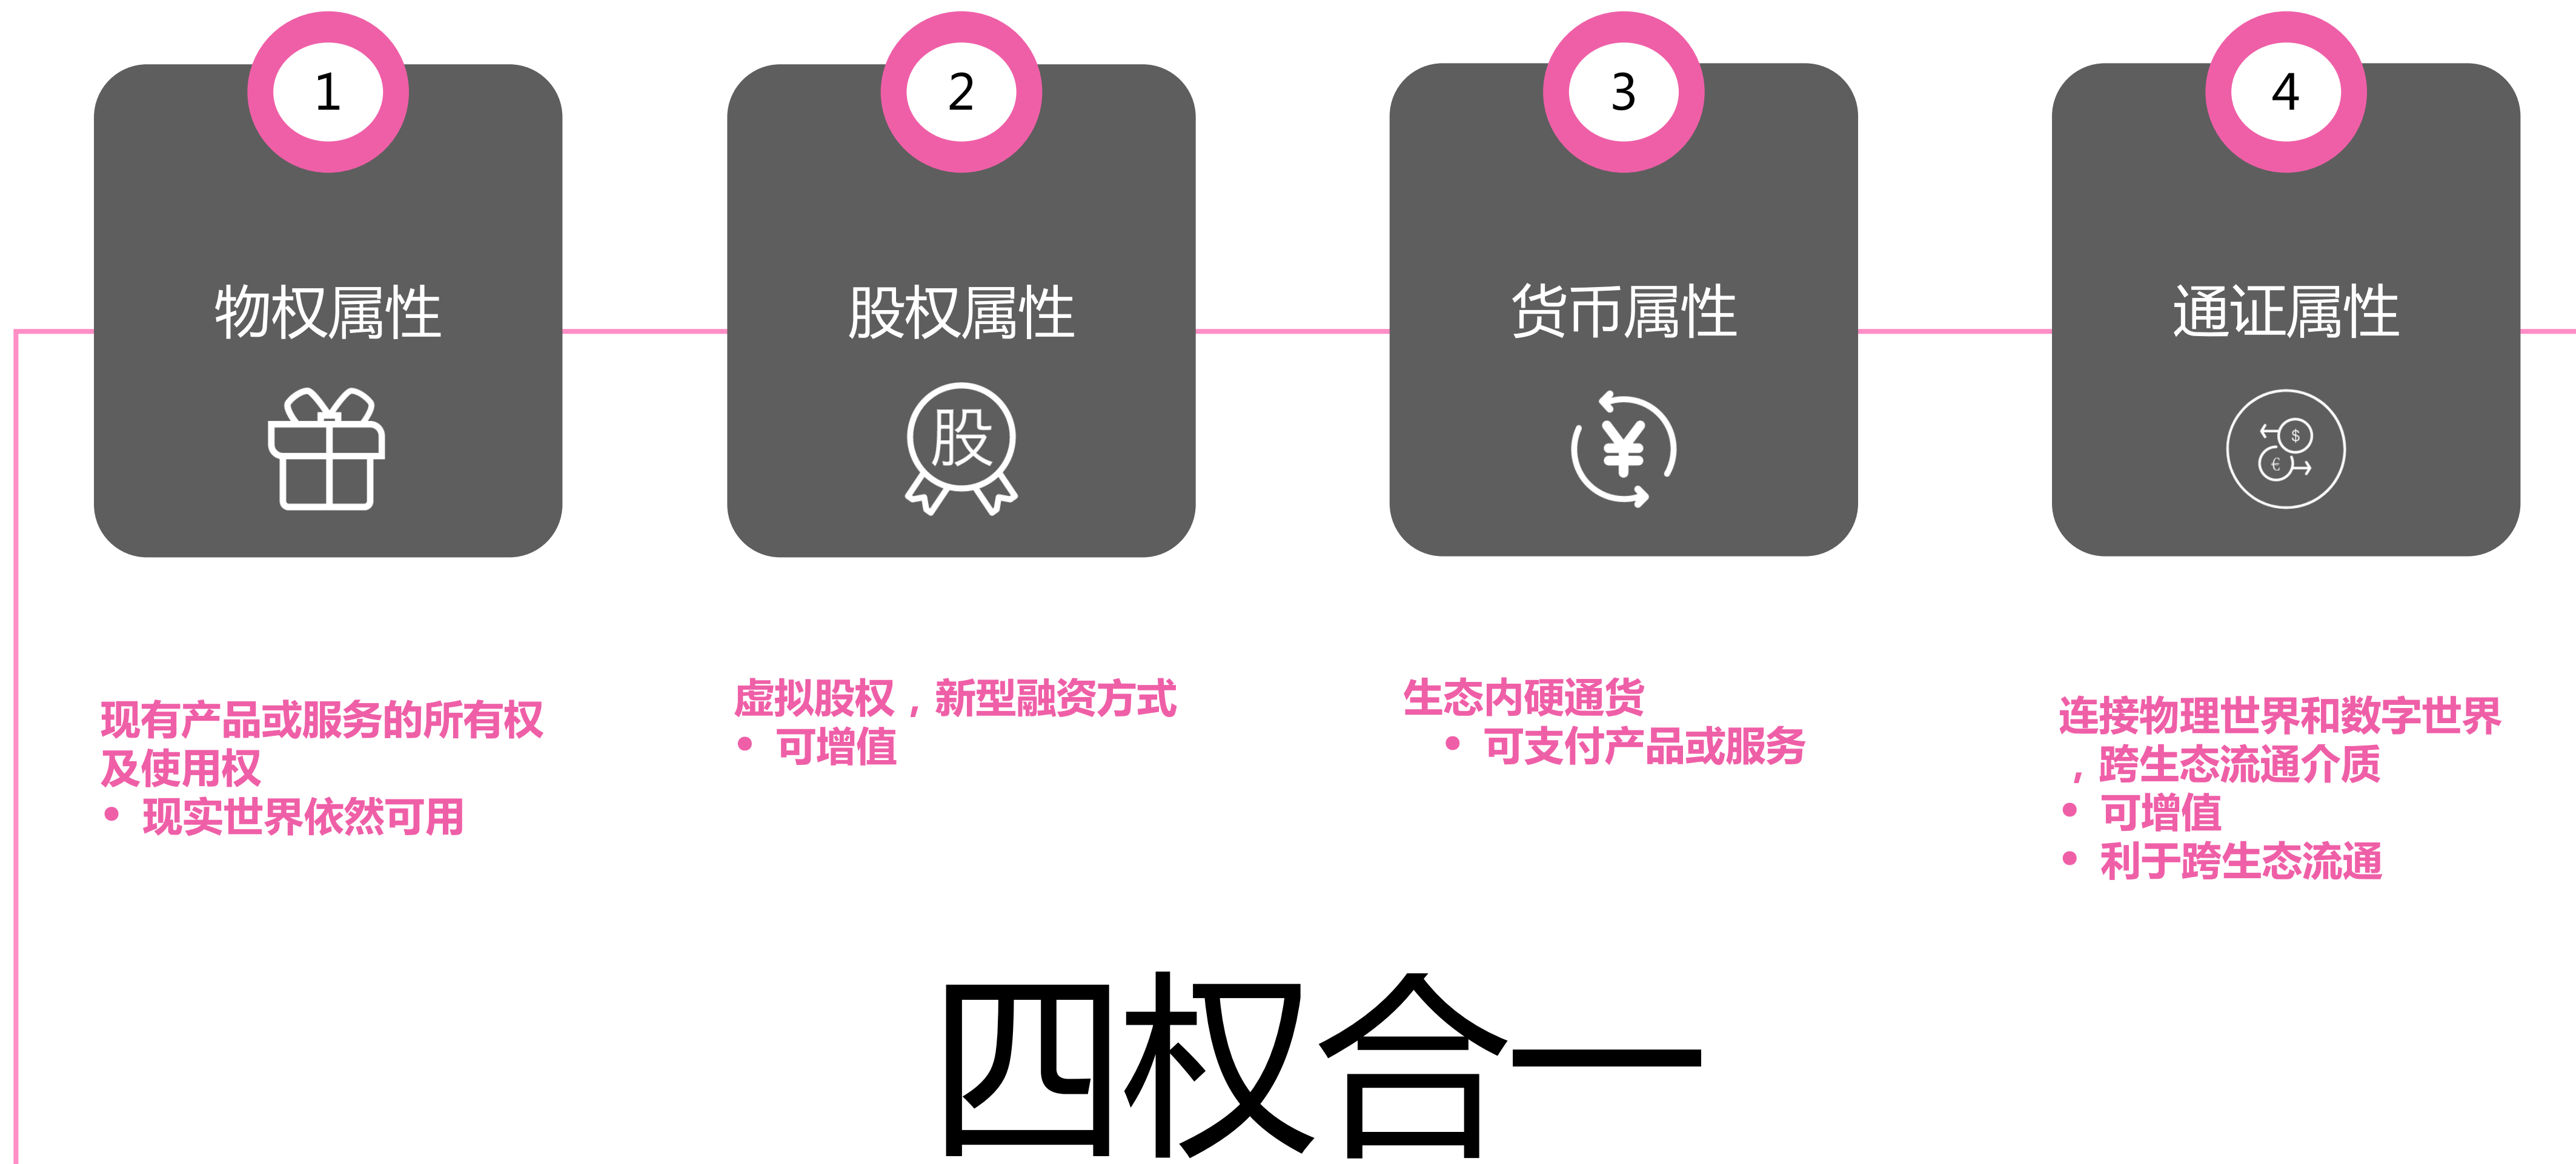 1
物权属性
现有产品或服务的所有权
及使用权
• 现实世界依然可用
2
股权属性
股
虚拟股权，新型融资方式
• 可增值
3
货币属性
¥
生态内硬通货
• 可支付产品或服务
4
通证属性
$
€
连接物理世界和数字世界
，跨生态流通介质
• 可增值
• 利于跨生态流通
四权合一